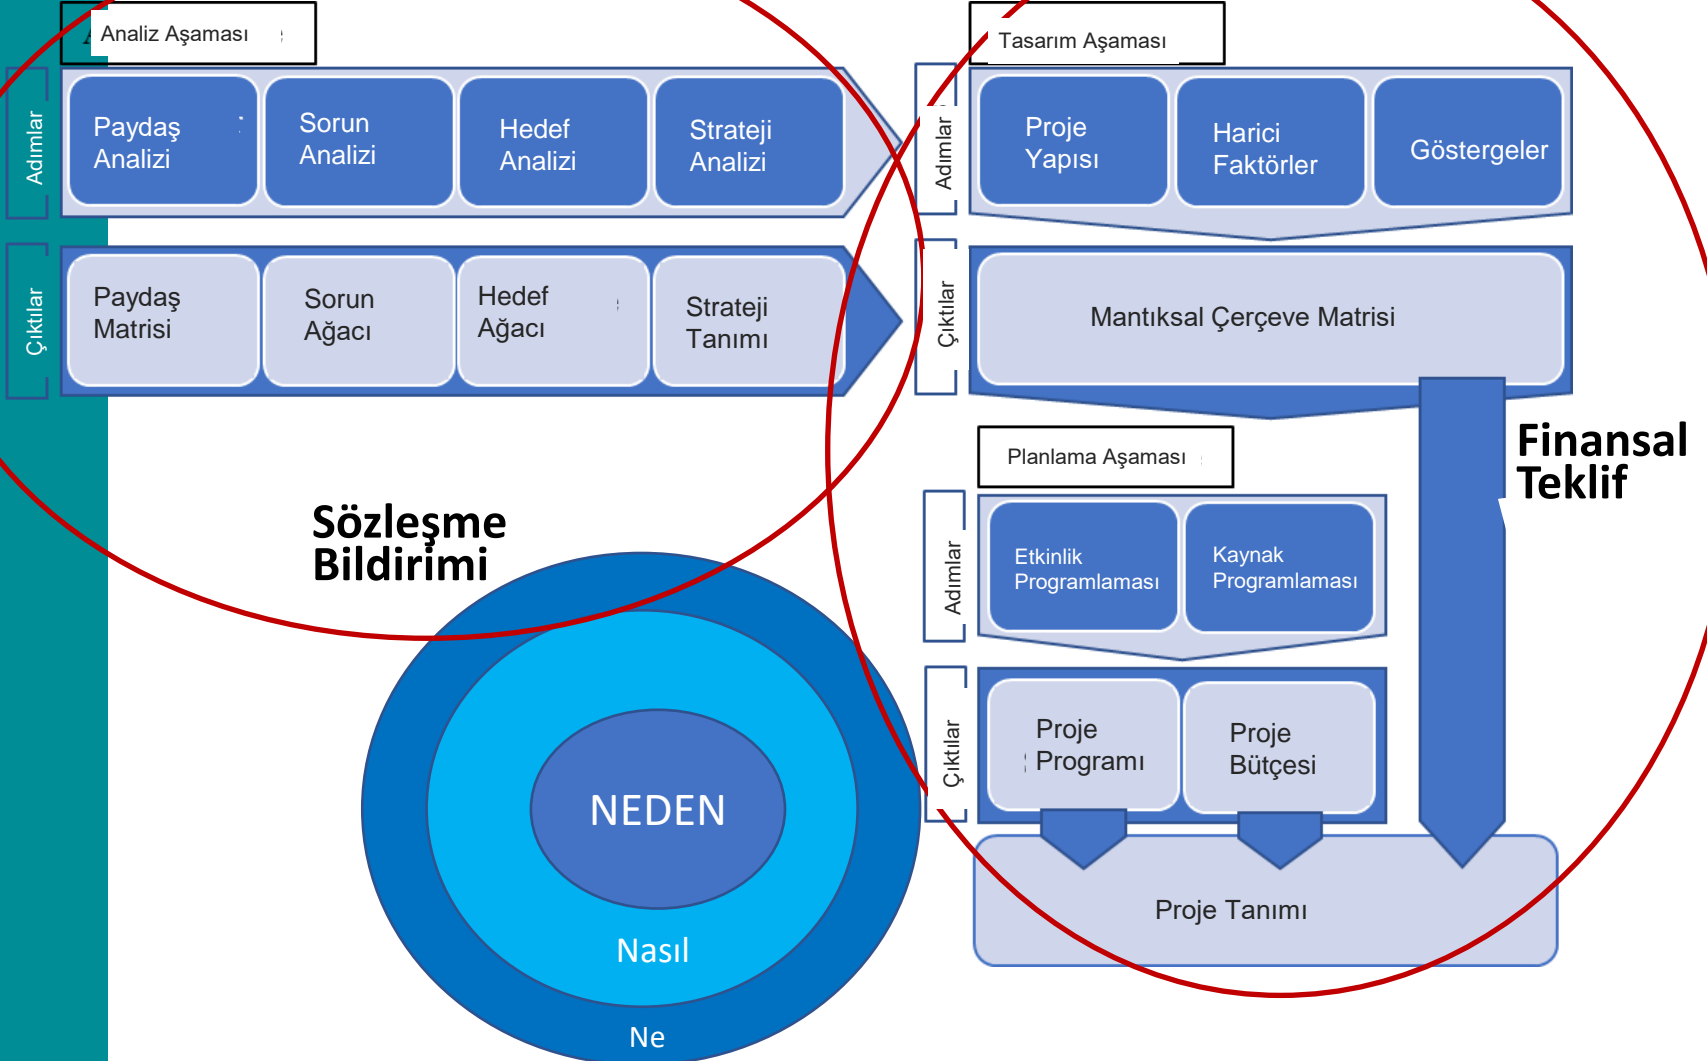 Analiz Aşaması
Adımlar
Paydaş
Analizi
Sorun
Analizi
Hedef
Analizi
Strateji
Analizi
Çıktılar
Paydaş
Matrisi
Sorun
Ağacı
Hedef
Ağacı
Strateji
Tanımı
Tasarım Aşaması
Adımlar
Proje
Yapısı
Harici
Faktörler
Göstergeler
Çıktılar
Mantıksal Çerçeve Matrisi
Planlama Aşaması
Adımlar
Etkinlik
Programlaması
Kaynak
Programlaması
Çıktılar
Proje
Programı
Proje
Bütçesi
Proje Tanımı
Finansal
Teklif
Sözleşme
Bildirimi
NEDEN
Nasıl
Ne